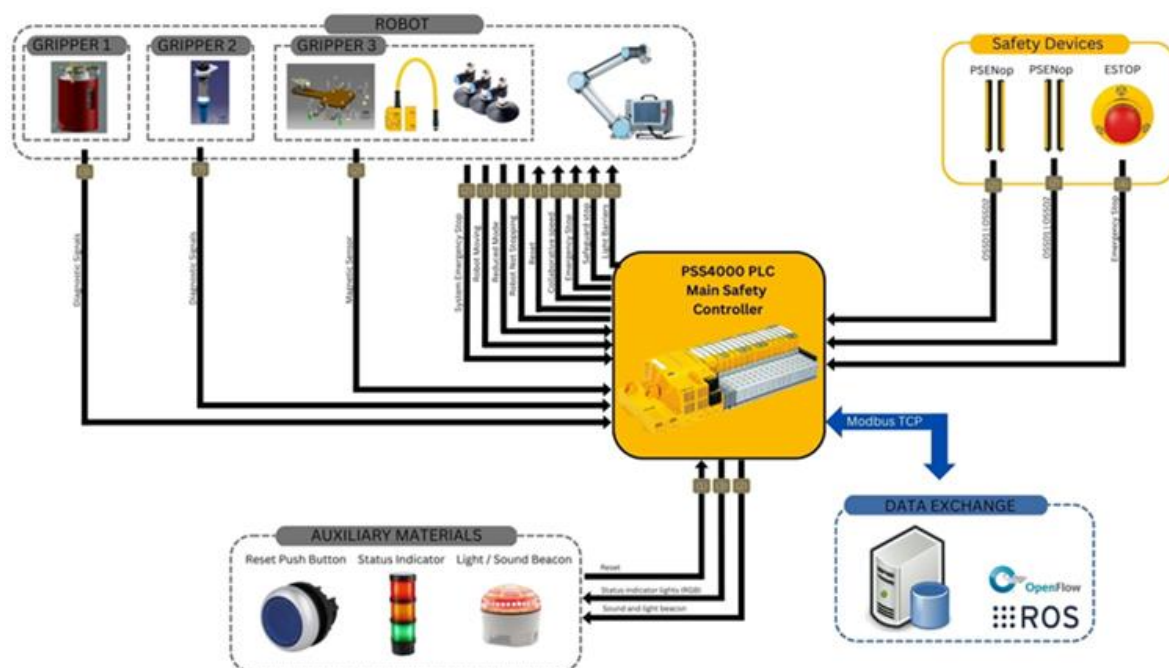 ROBOT
GRIPPER 1
GRIPPER 2
GRIPPER 3
Safety Devices
PSENop
PSENop
ESTOP
Diagnostic Signals
Diagnostic Signals
Magnetic Sensor
System Emergency Stop
Robot Moving
Reduced Mode
Robot Not Stopping
Reset
Collaborative speed
Emergency Stop
Safeguard stop
Light Barriers
OSSD1 | OSSD2
OSSD1 | OSSD2
Emergency Stop
PSS4000 PLC
Main Safety
Controller
Modbus TCP
DATA EXCHANGE
OpenFlow
ROS
AUXILIARY MATERIALS
Reset Push Button
Status Indicator
Light / Sound Beacon
Reset
Status indicator lights (RGB)
Sound and light beacon